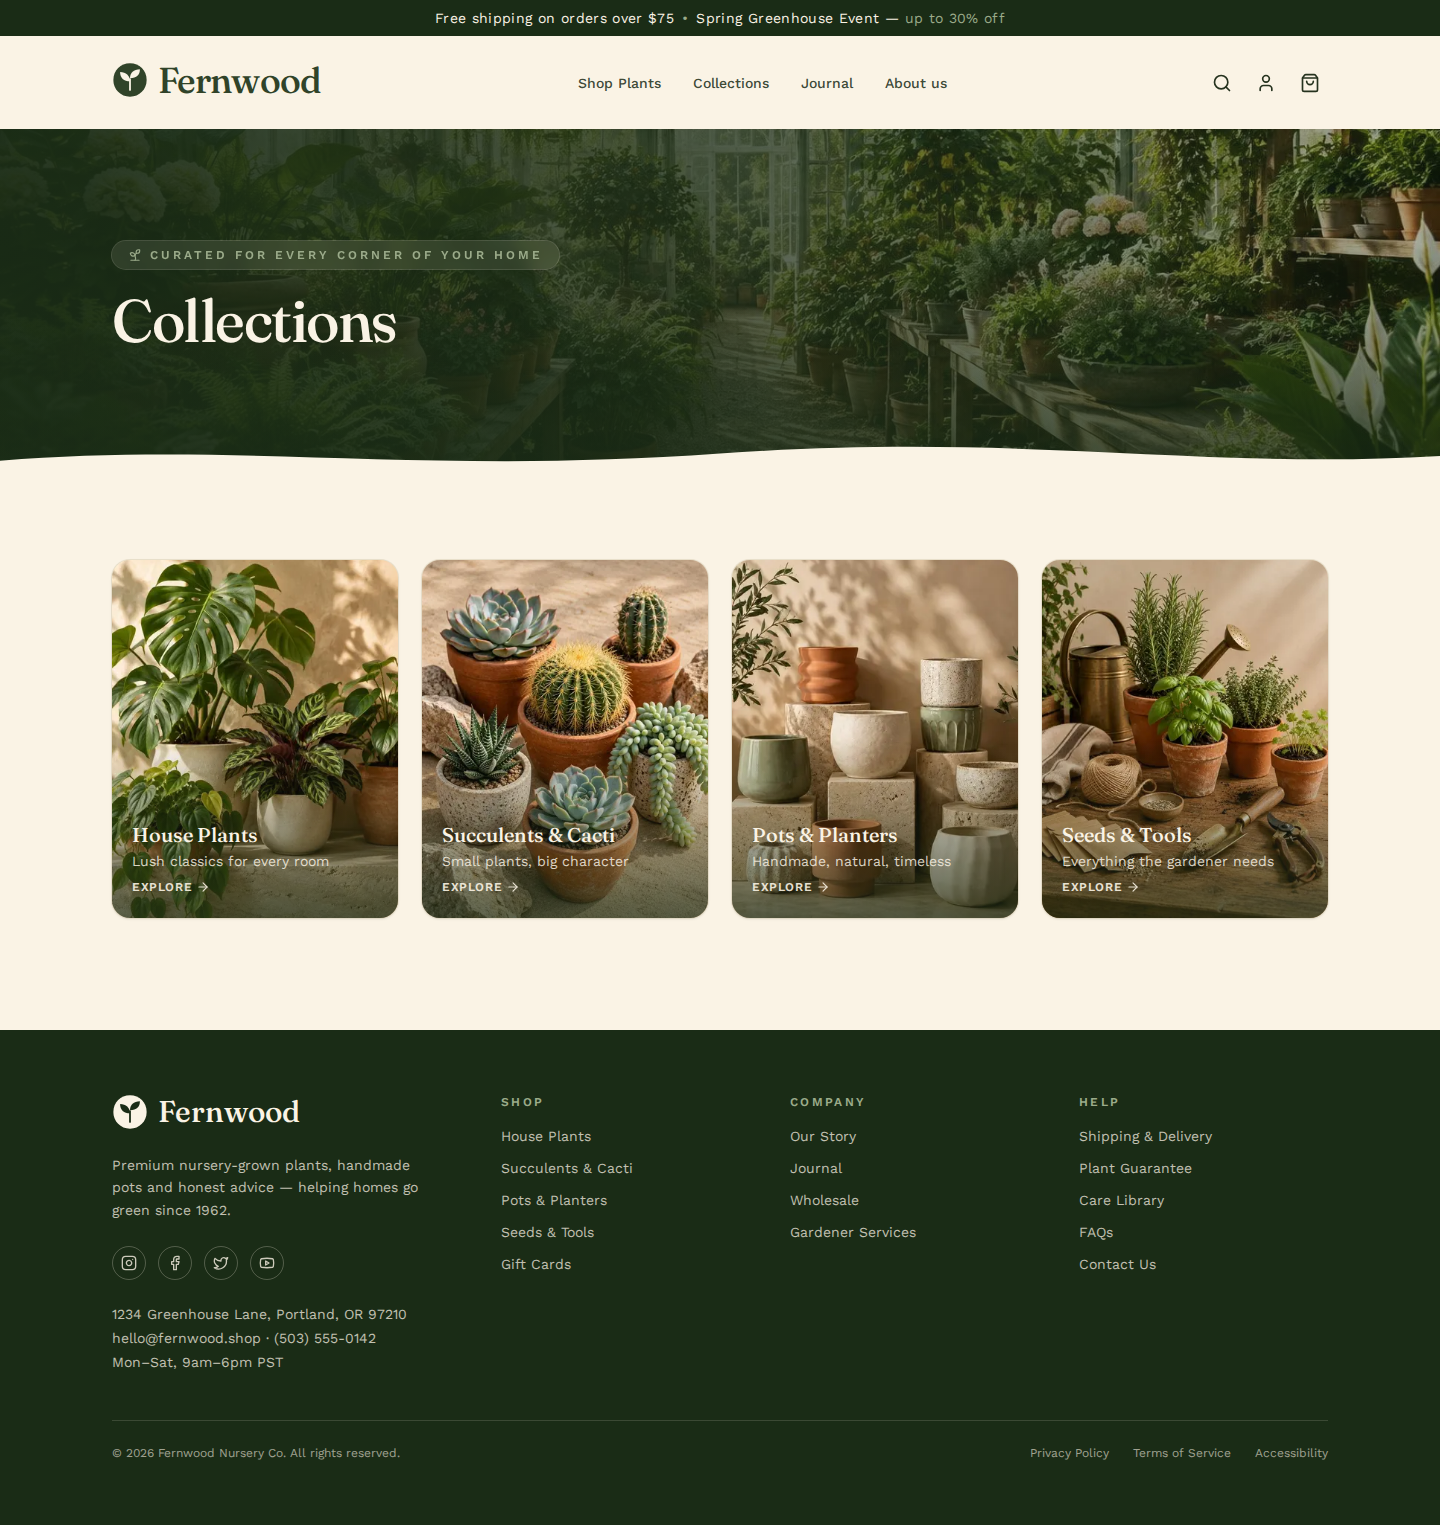 Free shipping on orders over $75 • Spring Greenhouse Event — up to 30% off
Fernwood
Shop Plants
Collections
Journal
About us
CURATED FOR EVERY CORNER OF YOUR HOME
Collections
House Plants
Lush classics for every room
EXPLORE →
Succulents & Cacti
Small plants, big character
EXPLORE →
Pots & Planters
Handmade, natural, timeless
EXPLORE →
Seeds & Tools
Everything the gardener needs
EXPLORE →
Fernwood
Premium nursery-grown plants, handmade
pots and honest advice — helping homes go
green since 1962.
1234 Greenhouse Lane, Portland, OR 97210
hello@fernwood.shop · (503) 555-0142
Mon–Sat, 9am–6pm PST
SHOP
House Plants
Succulents & Cacti
Pots & Planters
Seeds & Tools
Gift Cards
COMPANY
Our Story
Journal
Wholesale
Gardener Services
HELP
Shipping & Delivery
Plant Guarantee
Care Library
FAQs
Contact Us
© 2026 Fernwood Nursery Co. All rights reserved.
Privacy Policy
Terms of Service
Accessibility